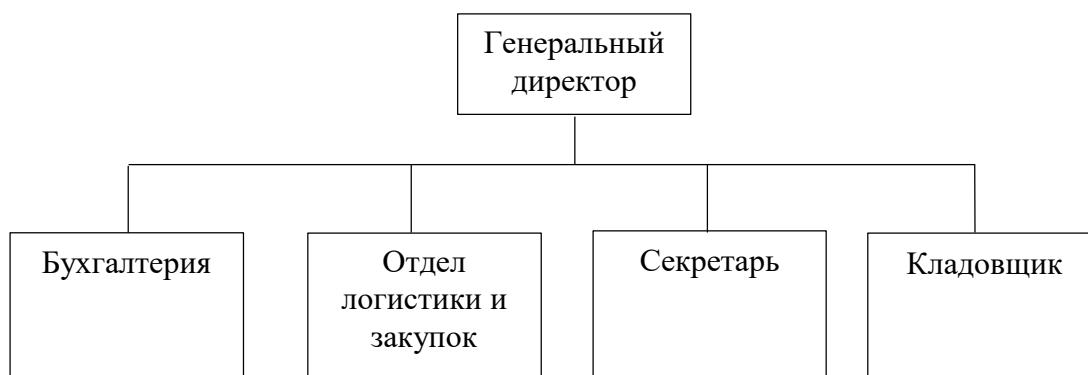 Генеральный
директор
Бухгалтерия
Отдел
логистики и
закупок
Секретарь
Кладовщик